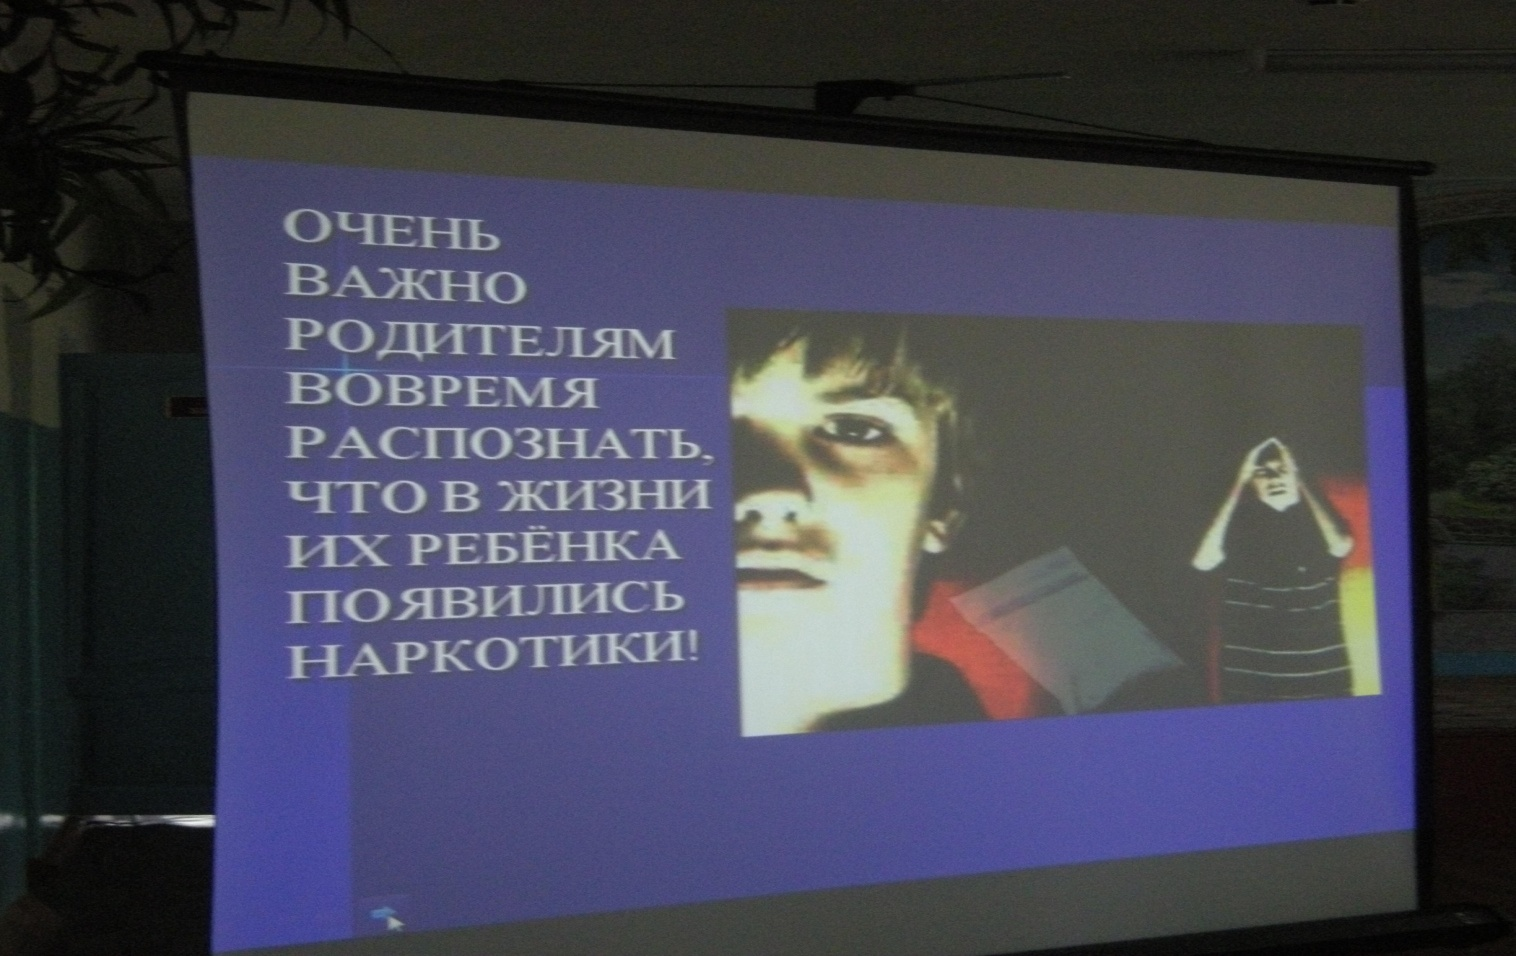 ОЧЕНЬ
ВАЖНО
РОДИТЕЛЯМ
ВОВРЕМЯ
РАСПОЗНАТЬ,
ЧТО В ЖИЗНИ
ИХ РЕБЁНКА
ПОЯВИЛИСЬ
НАРКОТИКИ!